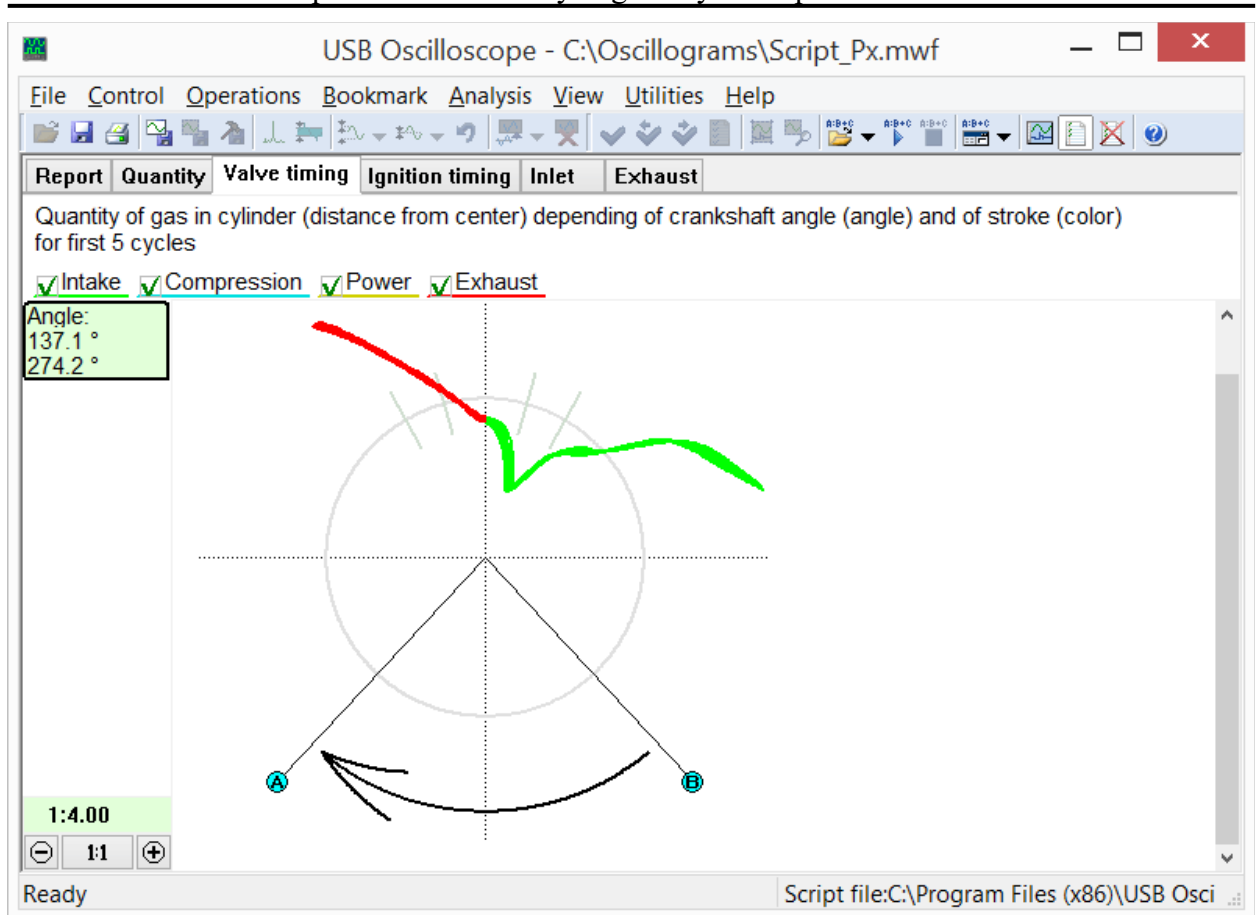 USB Oscilloscope - C:\Oscillograms\Script_Px.mwf
File Control Operations Bookmark Analysis View Utilities Help
A:B+C A:B+C A:B+C A:B+C
Report Quantity Valve timing Ignition timing Inlet Exhaust
Quantity of gas in cylinder (distance from center) depending of crankshaft angle (angle) and of stroke (color)
for first 5 cycles
Intake Compression Power Exhaust
Angle:
137.1 °
274.2 °
A B
1:4.00
1:1
Ready Script file:C:\Program Files (x86)\USB Osci